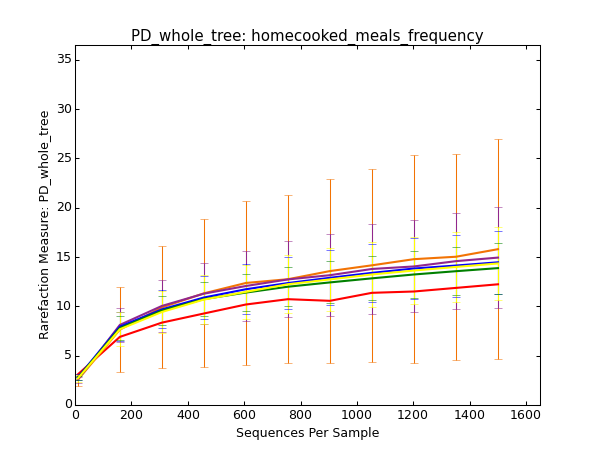 PD_whole_tree: homecooked_meals_frequency
Rarefaction Measure: PD_whole_tree
35
30
25
20
15
10
5
0
0 200 400 600 800 1000 1200 1400 1600
Sequences Per Sample